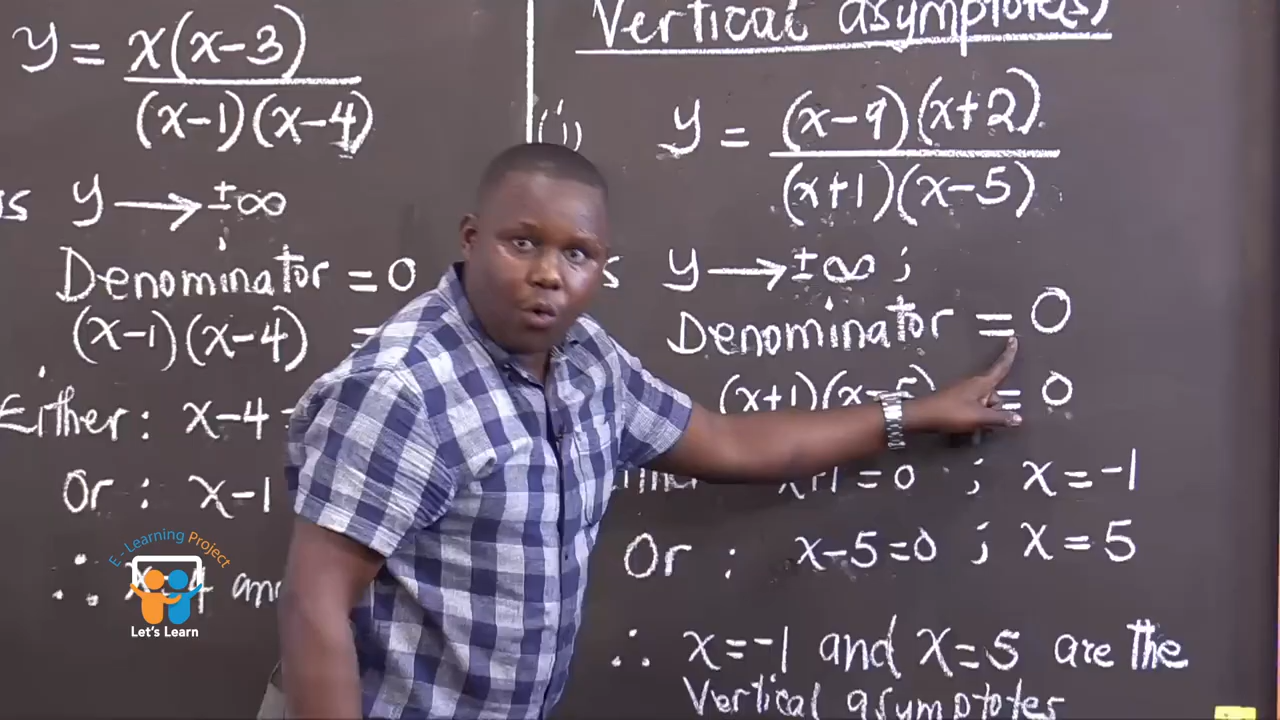 y = x(x-3)
(x-1)(x-4)
y → ±∞
Denominator = 0
(x-1)(x-4) =
Either : x-4
Or : x-1
Vertical asymptote(s)
(i) y = (x-9)(x+2)
(x+1)(x-5)
y → ±∞ ;
Denominator = 0
(x+1)(x-5) = 0
x+1=0 ; x=-1
Or : x-5=0 ; x=5
∴ x=-1 and x=5 are the
Vertical asymptotes
E - Learning Project
Let's Learn